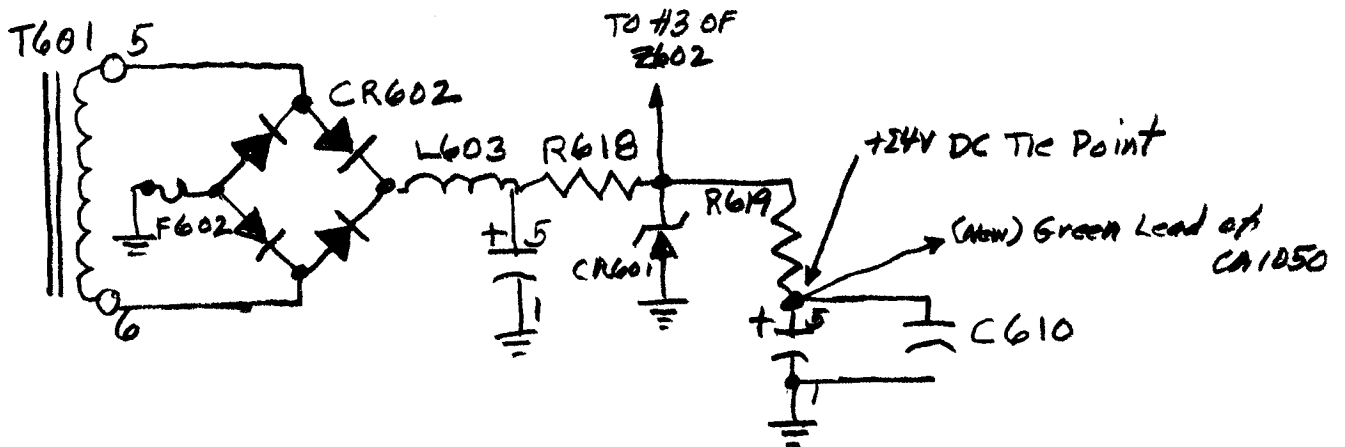 TO #3 OF
Z602
T601 5
CR602
L603 R618
+24V DC Tie Point
R619
F602
+ 5
(New) Green Lead of
CA1050
CR601
1
6
+ 5
C610
1